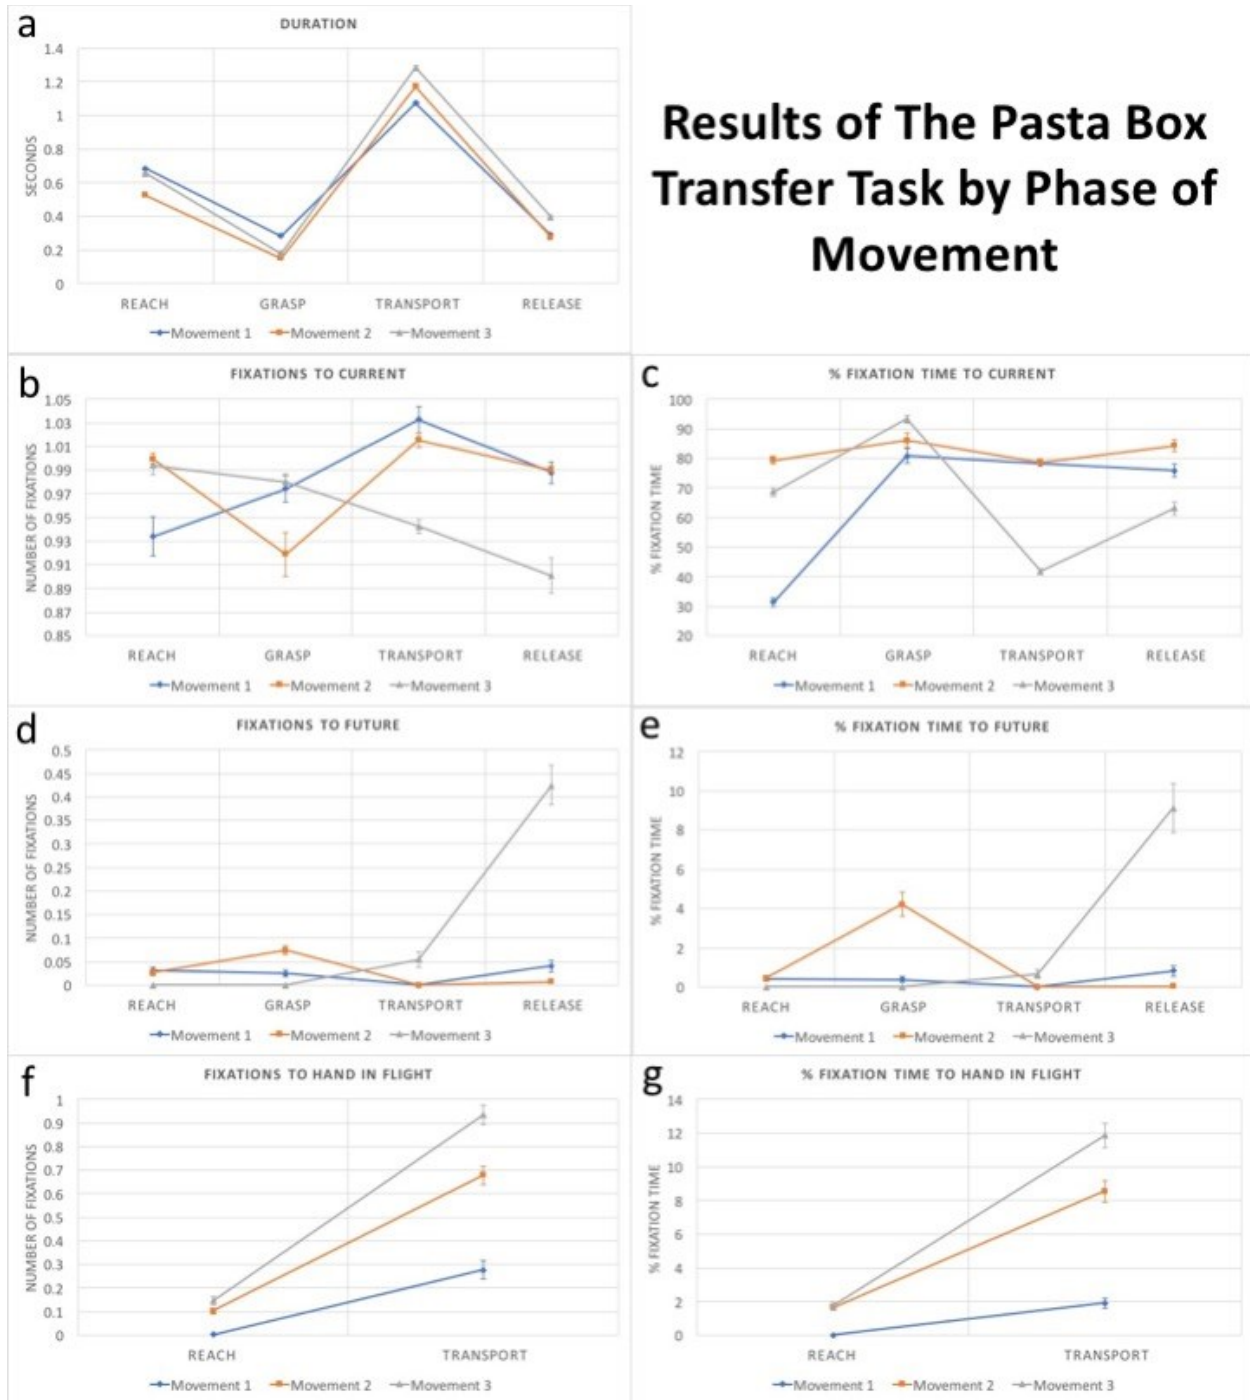 a
DURATION
1.4
1.2
1
0.8
0.6
0.4
0.2
0
SECONDS
REACH GRASP TRANSPORT RELEASE
Movement 1 Movement 2 Movement 3
Results of The Pasta Box
Transfer Task by Phase of
Movement
b
FIXATIONS TO CURRENT
1.05
1.03
1.01
0.99
0.97
0.95
0.93
0.91
0.89
0.87
0.85
NUMBER OF FIXATIONS
REACH GRASP TRANSPORT RELEASE
Movement 1 Movement 2 Movement 3
c
% FIXATION TIME TO CURRENT
100
90
80
70
60
50
40
30
20
% FIXATION TIME
REACH GRASP TRANSPORT RELEASE
Movement 1 Movement 2 Movement 3
d
FIXATIONS TO FUTURE
0.5
0.45
0.4
0.35
0.3
0.25
0.2
0.15
0.1
0.05
0
NUMBER OF FIXATIONS
REACH GRASP TRANSPORT RELEASE
Movement 1 Movement 2 Movement 3
e
% FIXATION TIME TO FUTURE
12
10
8
6
4
2
0
% FIXATION TIME
REACH GRASP TRANSPORT RELEASE
Movement 1 Movement 2 Movement 3
f
FIXATIONS TO HAND IN FLIGHT
1
0.9
0.8
0.7
0.6
0.5
0.4
0.3
0.2
0.1
0
NUMBER OF FIXATIONS
REACH TRANSPORT
Movement 1 Movement 2 Movement 3
g
% FIXATION TIME TO HAND IN FLIGHT
14
12
10
8
6
4
2
0
% FIXATION TIME
REACH TRANSPORT
Movement 1 Movement 2 Movement 3